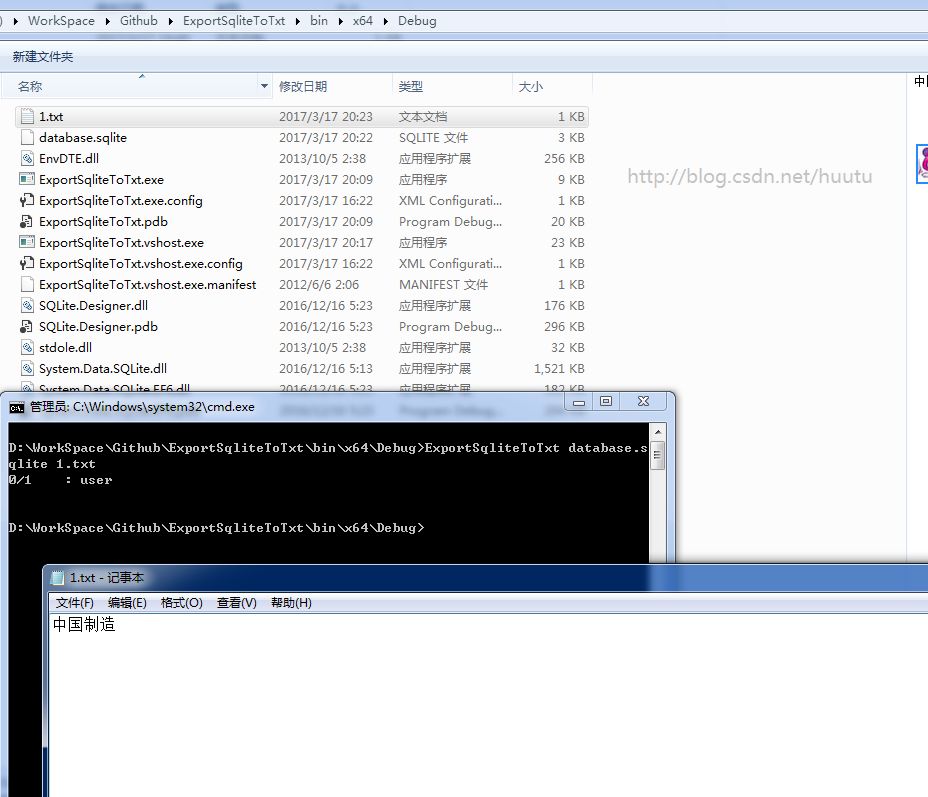 ) WorkSpace Github ExportSqliteToTxt bin x64 Debug
新建文件夹
名称 修改日期 类型 大小
1.txt 2017/3/17 20:23 文本文档 1 KB
database.sqlite 2017/3/17 20:22 SQLITE 文件 3 KB
EnvDTE.dll 2013/10/5 2:38 应用程序扩展 256 KB
ExportSqliteToTxt.exe 2017/3/17 20:09 应用程序 9 KB
http://blog.csdn.net/huutu
ExportSqliteToTxt.exe.config 2017/3/17 16:22 XML Configurati... 1 KB
ExportSqliteToTxt.pdb 2017/3/17 20:09 Program Debug... 20 KB
ExportSqliteToTxt.vshost.exe 2017/3/17 20:17 应用程序 23 KB
ExportSqliteToTxt.vshost.exe.config 2017/3/17 16:22 XML Configurati... 1 KB
ExportSqliteToTxt.vshost.exe.manifest 2012/6/6 2:06 MANIFEST 文件 1 KB
SQLite.Designer.dll 2016/12/16 5:23 应用程序扩展 176 KB
SQLite.Designer.pdb 2016/12/16 5:23 Program Debug... 296 KB
stdole.dll 2013/10/5 2:38 应用程序扩展 32 KB
System.Data.SQLite.dll 2016/12/16 5:13 应用程序扩展 1,521 KB
System.Data.SQLite.EF6.dll 2016/12/16 5:23 应用程序扩展 182 KB
管理员: C:\Windows\system32\cmd.exe
D:\WorkSpace\Github\ExportSqliteToTxt\bin\x64\Debug>ExportSqliteToTxt database.s
qlite 1.txt
0/1 : user
D:\WorkSpace\Github\ExportSqliteToTxt\bin\x64\Debug>
1.txt - 记事本
文件(F) 编辑(E) 格式(O) 查看(V) 帮助(H)
中国制造